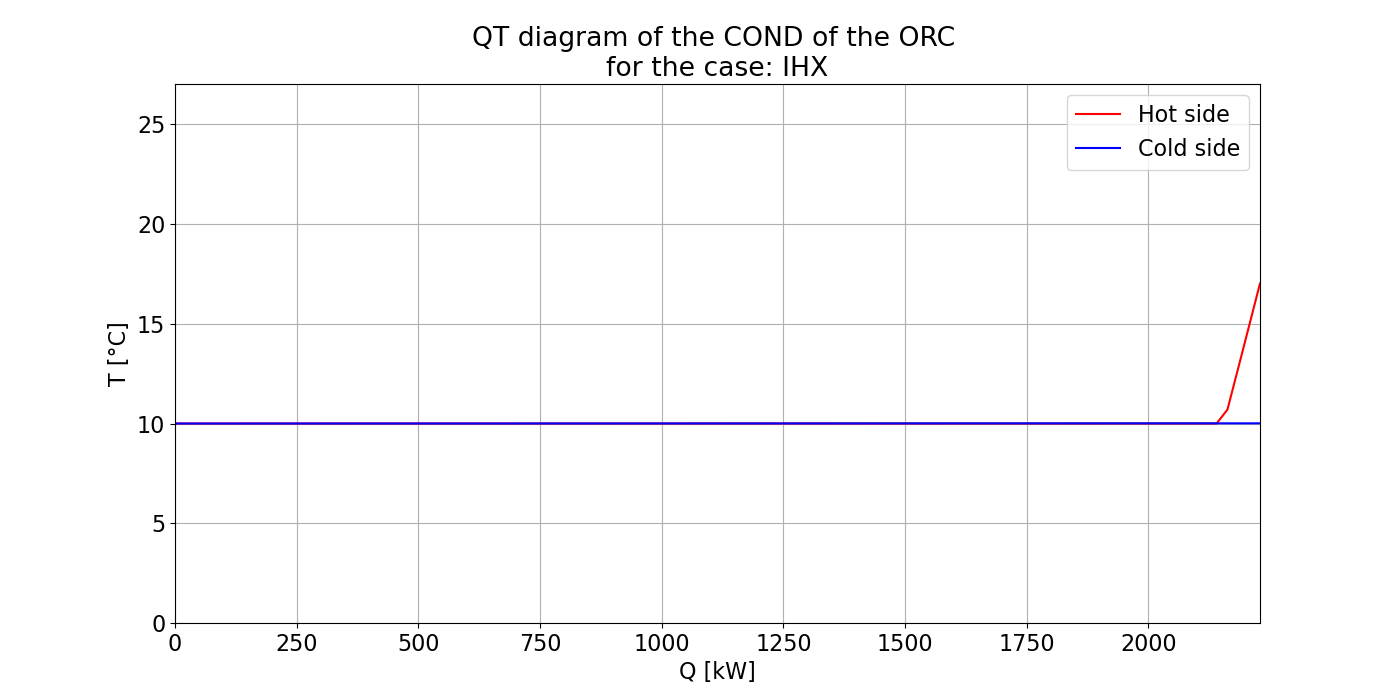 QT diagram of the COND of the ORC
for the case: IHX
Hot side
Cold side
25
20
15
10
5
0
T [°C]
0 250 500 750 1000 1250 1500 1750 2000
Q [kW]